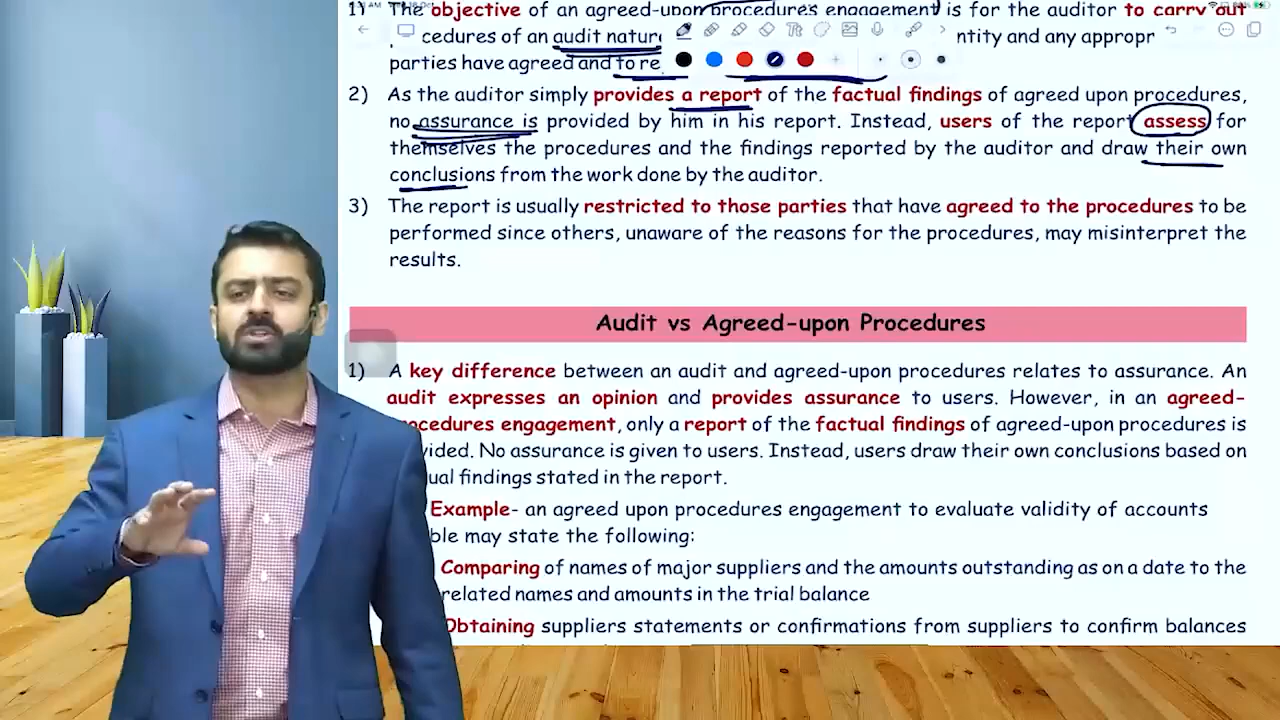 1) The objective of an agreed-upon procedures engagement is for the auditor to carry out
cedures of an audit nature ntity and any appropr
parties have agreed and to re
2) As the auditor simply provides a report of the factual findings of agreed upon procedures,
no assurance is provided by him in his report. Instead, users of the report assess for
themselves the procedures and the findings reported by the auditor and draw their own
conclusions from the work done by the auditor.
3) The report is usually restricted to those parties that have agreed to the procedures to be
performed since others, unaware of the reasons for the procedures, may misinterpret the
results.
Audit vs Agreed-upon Procedures
1) A key difference between an audit and agreed-upon procedures relates to assurance. An
audit expresses an opinion and provides assurance to users. However, in an agreed-
ocedures engagement, only a report of the factual findings of agreed-upon procedures is
vided. No assurance is given to users. Instead, users draw their own conclusions based on
ual findings stated in the report.
Example- an agreed upon procedures engagement to evaluate validity of accounts
ble may state the following:
Comparing of names of major suppliers and the amounts outstanding as on a date to the
related names and amounts in the trial balance
Obtaining suppliers statements or confirmations from suppliers to confirm balances